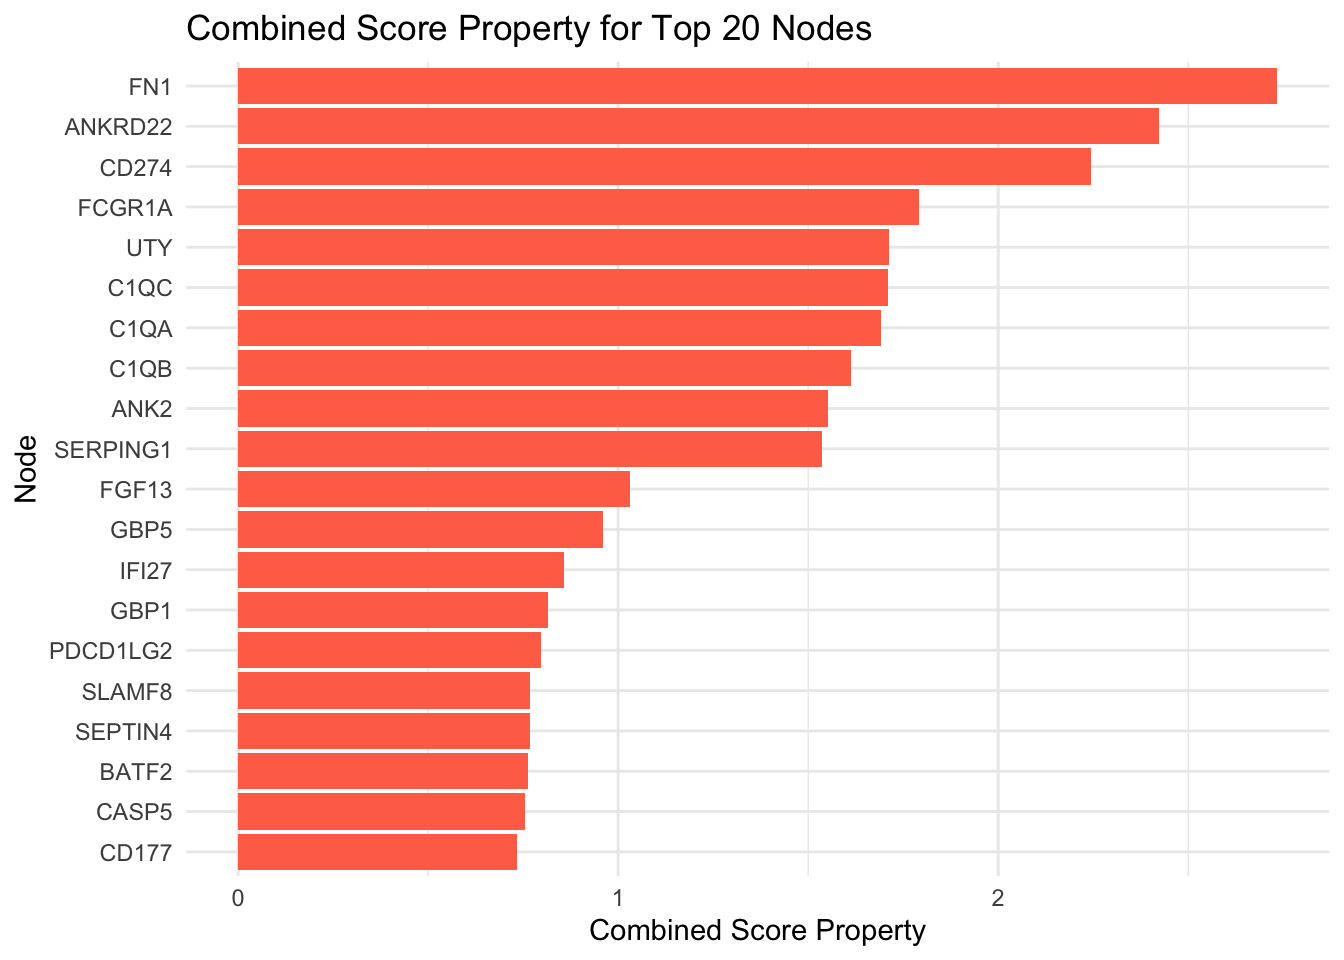 Combined Score Property for Top 20 Nodes
FN1
ANKRD22
CD274
FCGR1A
UTY
C1QC
C1QA
C1QB
ANK2
SERPING1
FGF13
GBP5
IFI27
GBP1
PDCD1LG2
SLAMF8
SEPTIN4
BATF2
CASP5
CD177
Node
0 1 2
Combined Score Property